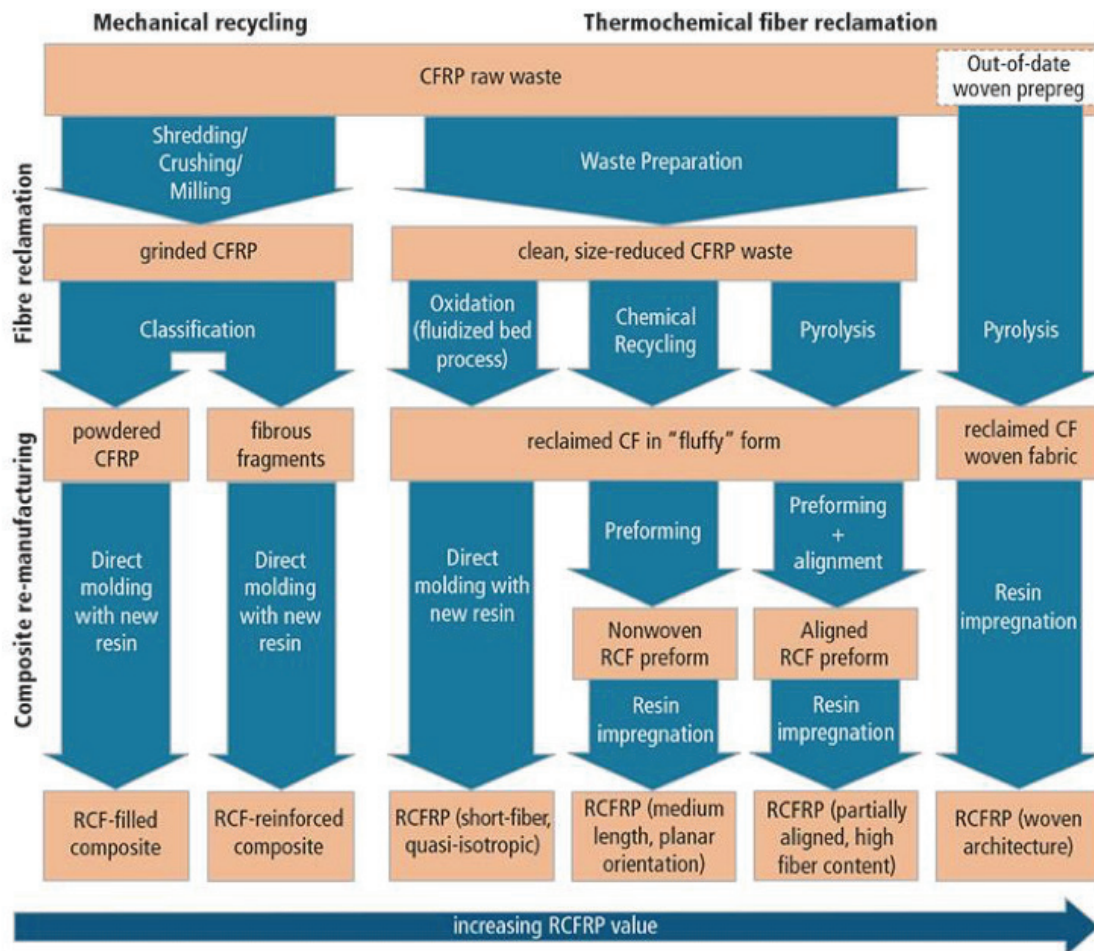 Mechanical recycling
Thermochemical fiber reclamation
CFRP raw waste
Out-of-date
woven prepreg
Fibre reclamation
Shredding/
Crushing/
Milling
Waste Preparation
grinded CFRP
clean, size-reduced CFRP waste
Classification
Oxidation
(fluidized bed
process)
Chemical
Recycling
Pyrolysis
Pyrolysis
Composite re-manufacturing
powdered
CFRP
fibrous
fragments
reclaimed CF in "fluffy" form
reclaimed CF
woven fabric
Direct
molding
with new
resin
Direct
molding
with new
resin
Direct
molding with
new resin
Preforming
Preforming
+
alignment
Resin
impregnation
Nonwoven
RCF preform
Aligned
RCF preform
Resin
impregnation
Resin
impregnation
RCF-filled
composite
RCF-reinforced
composite
RCFRP (short-fiber,
quasi-isotropic)
RCFRP (medium
length, planar
orientation)
RCFRP (partially
aligned, high
fiber content)
RCFRP (woven
architecture)
increasing RCFRP value